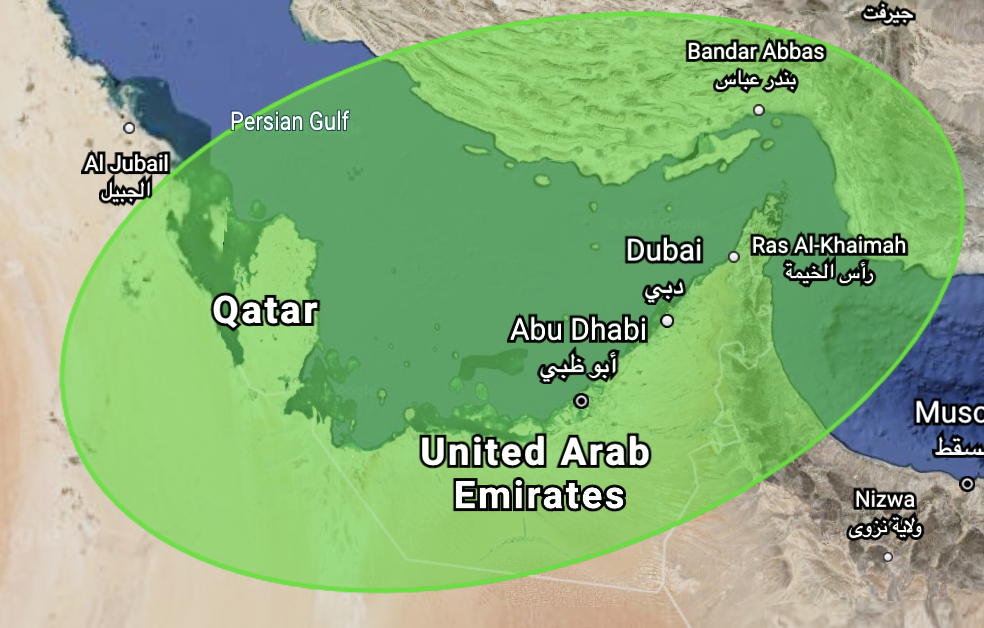 جيرفت
Bandar Abbas
بندر عباس
Persian Gulf
Al Jubail
الجبيل
Dubai
دبي
Ras Al-Khaimah
رأس الخيمة
Qatar
Abu Dhabi
أبو ظبي
Musc
سقط
United Arab
Emirates
Nizwa
ولاية نزوى